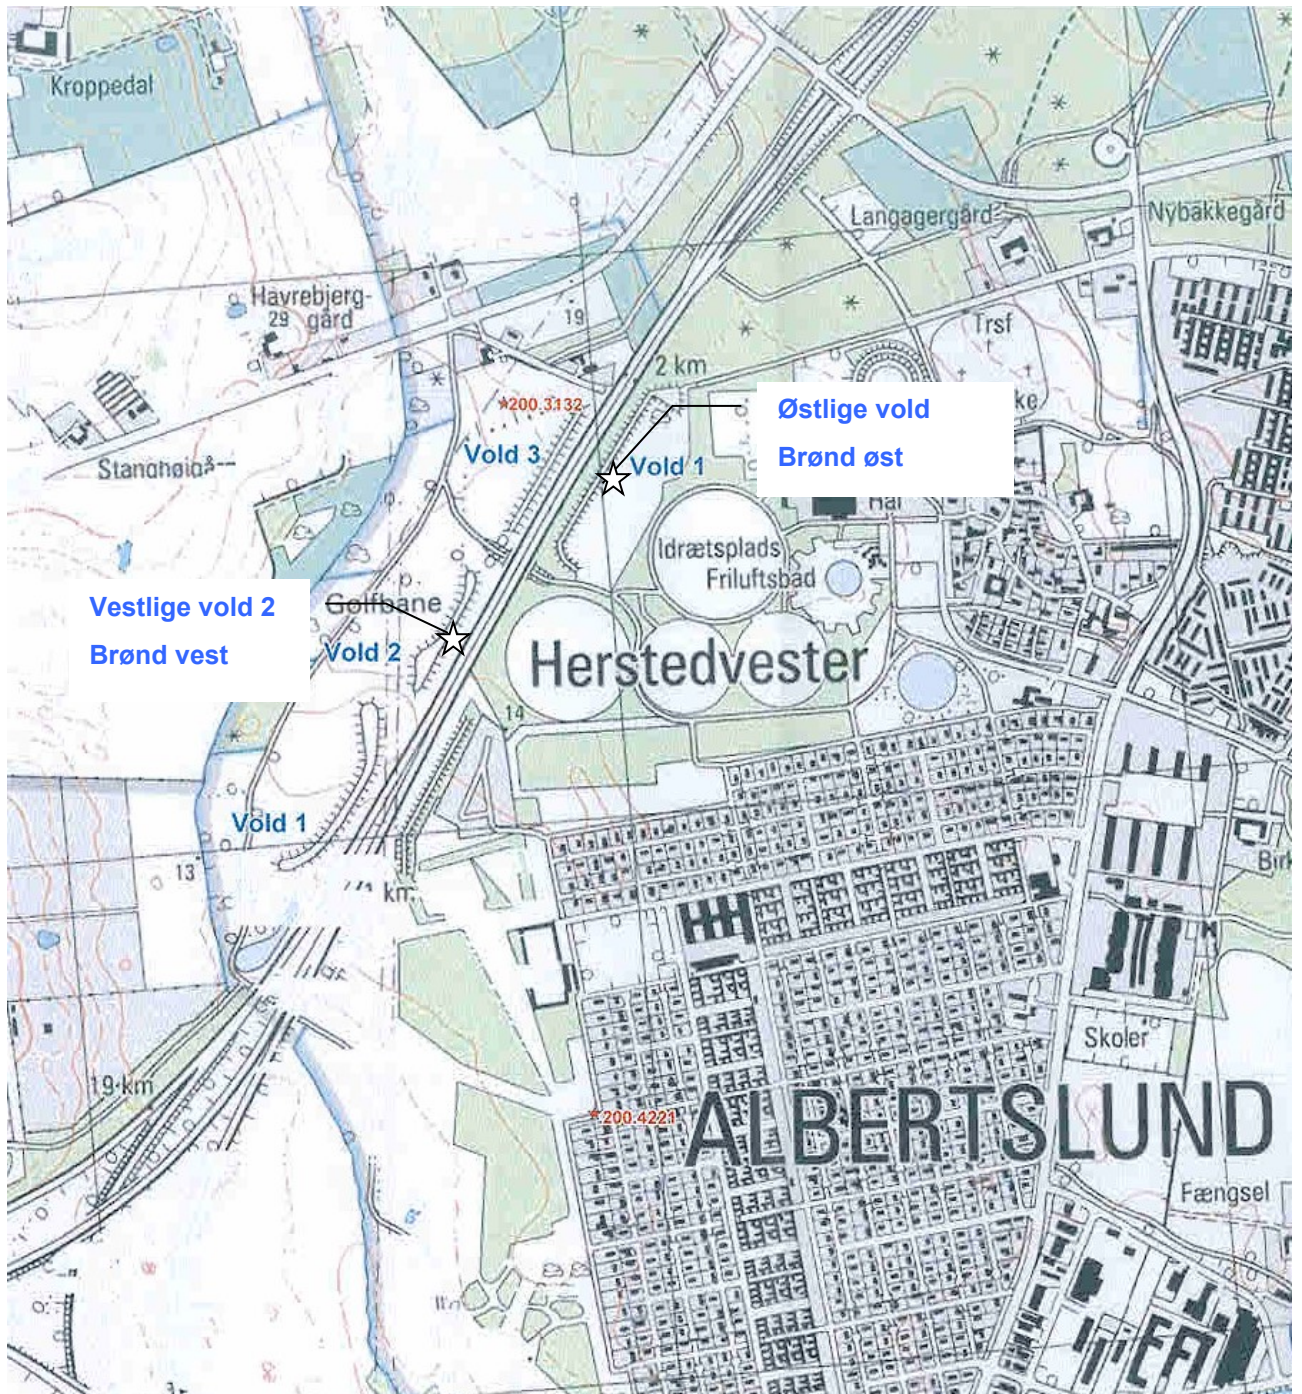 Kroppedal
Langagergård
Nybakkegård
Havrebjerg-
29 gård
19
Trsf
2 km
200.3132
Østlige vold
Brønd øst
Vold 3
Vold 1
Hal
Idrætsplads
Friluftsbad
Vestlige vold 2
Brønd vest
Golfbane
Vold 2
Herstedvester
14
Vold 1
13
km
Birk
Skoler
19 km
200.4221
ALBERTSLUND
Fængsel